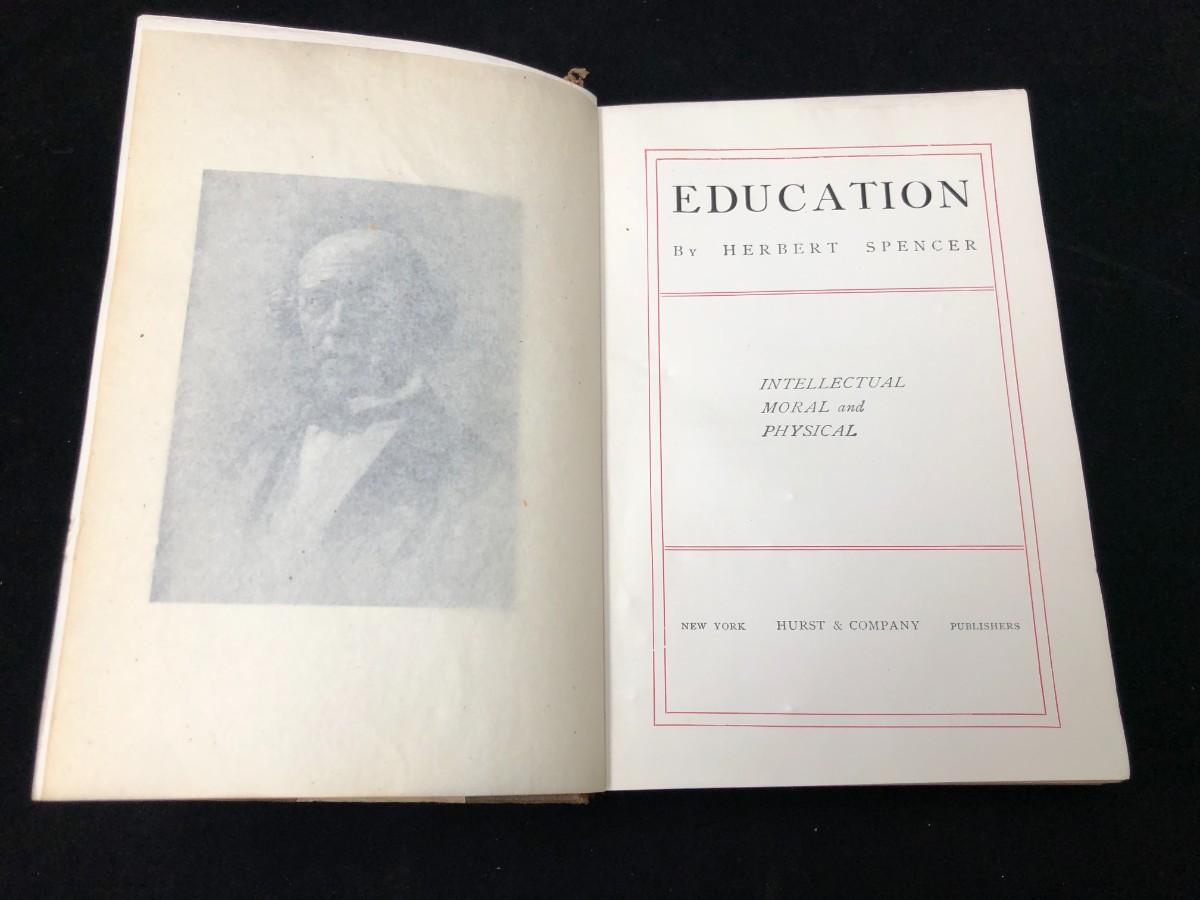 EDUCATION
By HERBERT SPENCER
INTELLECTUAL
MORAL and
PHYSICAL
NEW YORK HURST & COMPANY PUBLISHERS